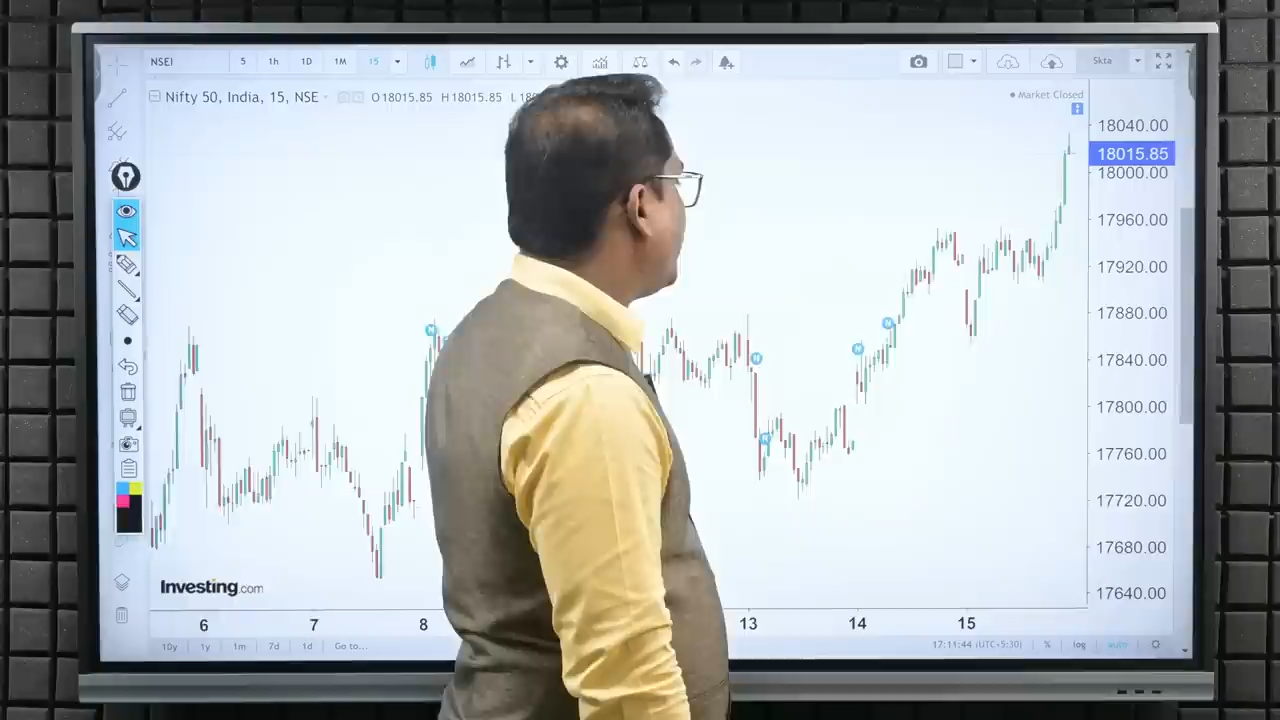 NSEI 5 1h 1D 1M 15 5kta
Nifty 50, India, 15, NSE O 18015.85 H 18015.85 L
Market Closed
18040.00
18015.85
18000.00
17960.00
17920.00
17880.00
17840.00
17800.00
17760.00
17720.00
17680.00
17640.00
N
N
N
N
N
Investing.com
6 7 8 13 14 15
10y 1y 1m 7d 1d Go to... 17:11:44 (UTC+5:30) % log auto